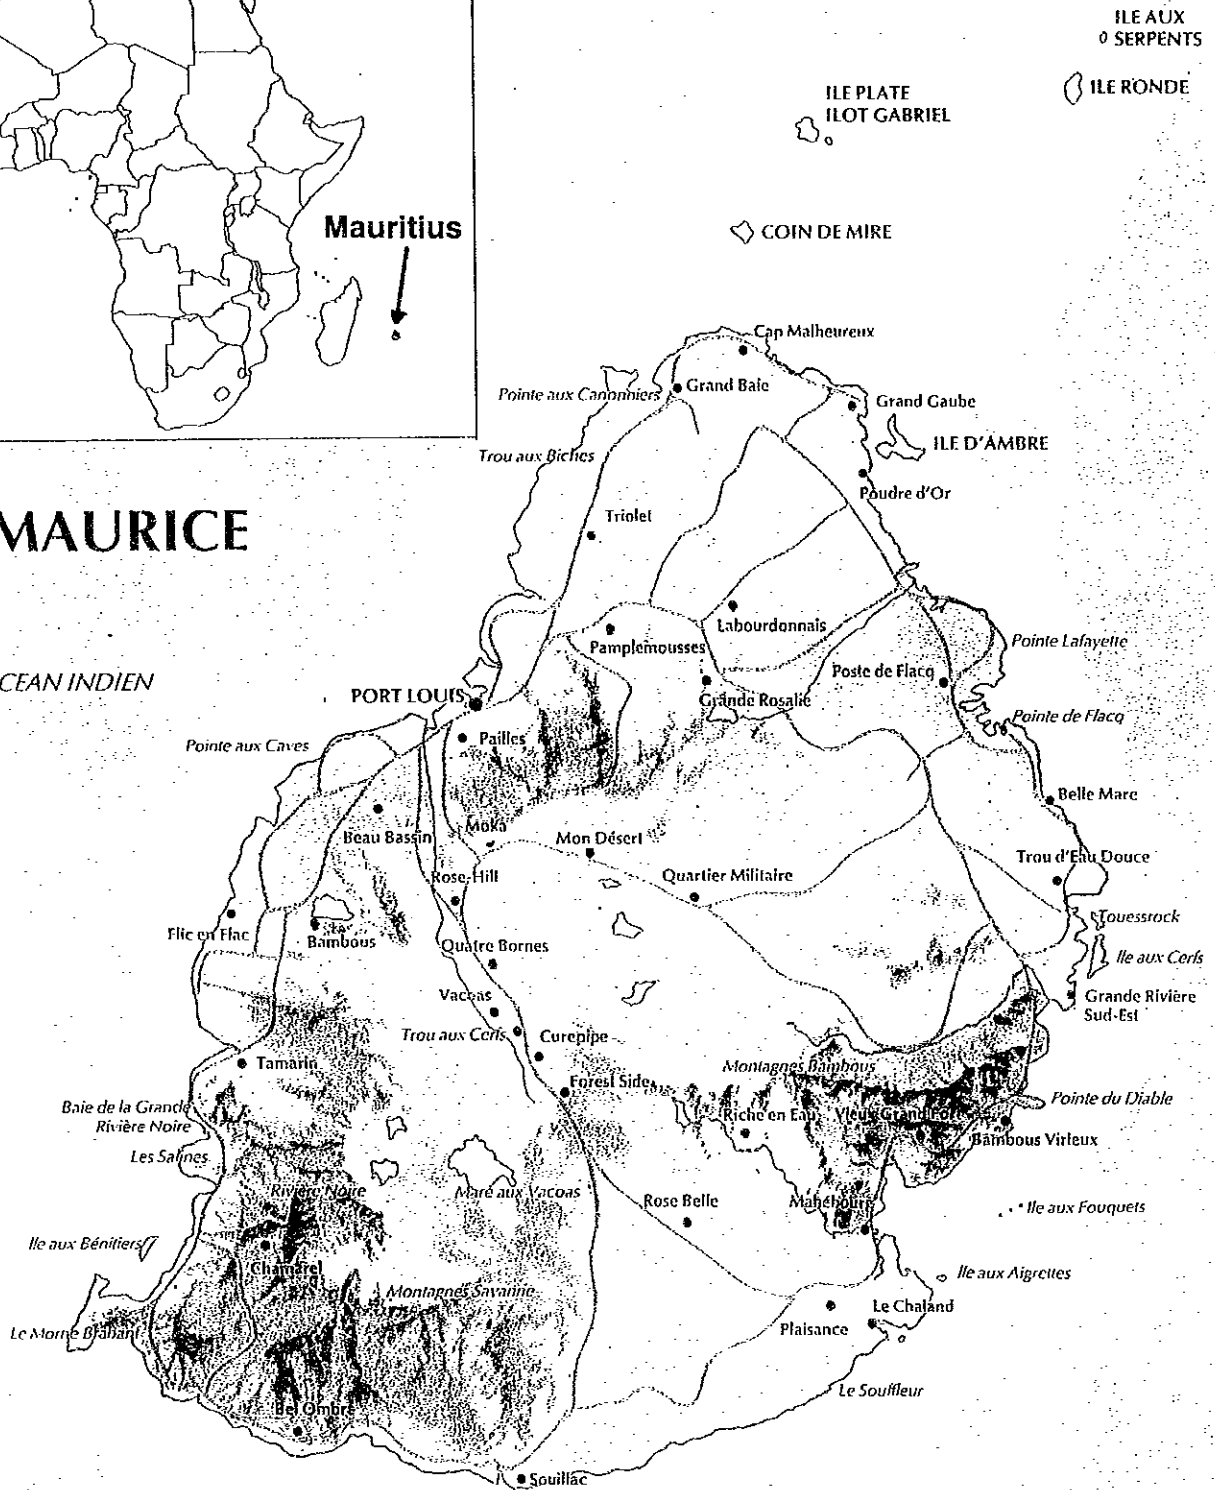 ILE AUX
SERPENTS
ILE RONDE
ILE PLATE
ILOT GABRIEL
Mauritius
COIN DE MIRE
Cap Malheureux
Pointe aux Canonniers
Grand Baie
Grand Gaube
ILE D'AMBRE
Trou aux Biches
Poudre d'Or
MAURICE
Triolet
Labourdonnais
Pamplemousses
Pointe Lafayette
CEAN INDIEN
Poste de Flacq
PORT LOUIS
Grande Rosalie
Pointe de Flacq
Pailles
Pointe aux Caves
Belle Mare
Beau Bassin
Moka
Mon Désert
Trou d'Eau Douce
Rose-Hill
Quartier Militaire
Touessrock
Flic en Flac
Bambous
Quatre Bornes
Ile aux Cerfs
Vacoas
Grande Rivière
Sud-Est
Trou aux Cerfs
Curepipe
Tamarin
Montagnes Bambous
Forest Side
Baie de la Grande
Rivière Noire
Pointe du Diable
Riche en Eau
Vieux Grand Port
Bambous Virieux
Les Salines
Rivière Noire
Mare aux Vacoas
Rose Belle
Mahébourg
Ile aux Fouquets
Ile aux Bénitiers
Chamarel
Ile aux Aigrettes
Montagnes Savanne
Le Chaland
Le Morne Brabant
Plaisance
Le Souffleur
Bel Ombre
Souillac